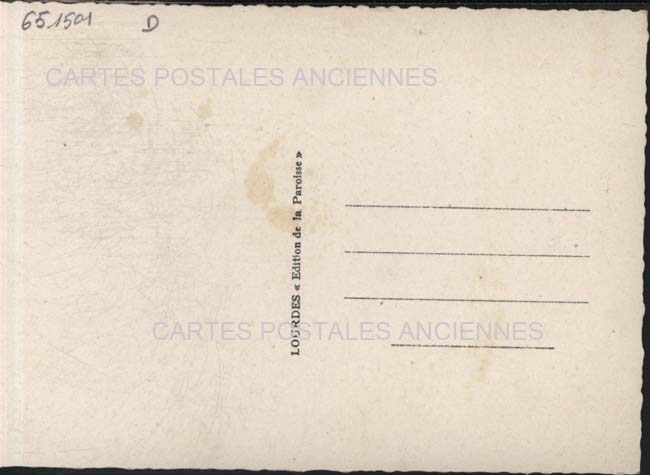 651501 D
CARTES POSTALES ANCIENNES
LOURDES « Edition de la Paroisse »
CARTES POSTALES ANCIENNES